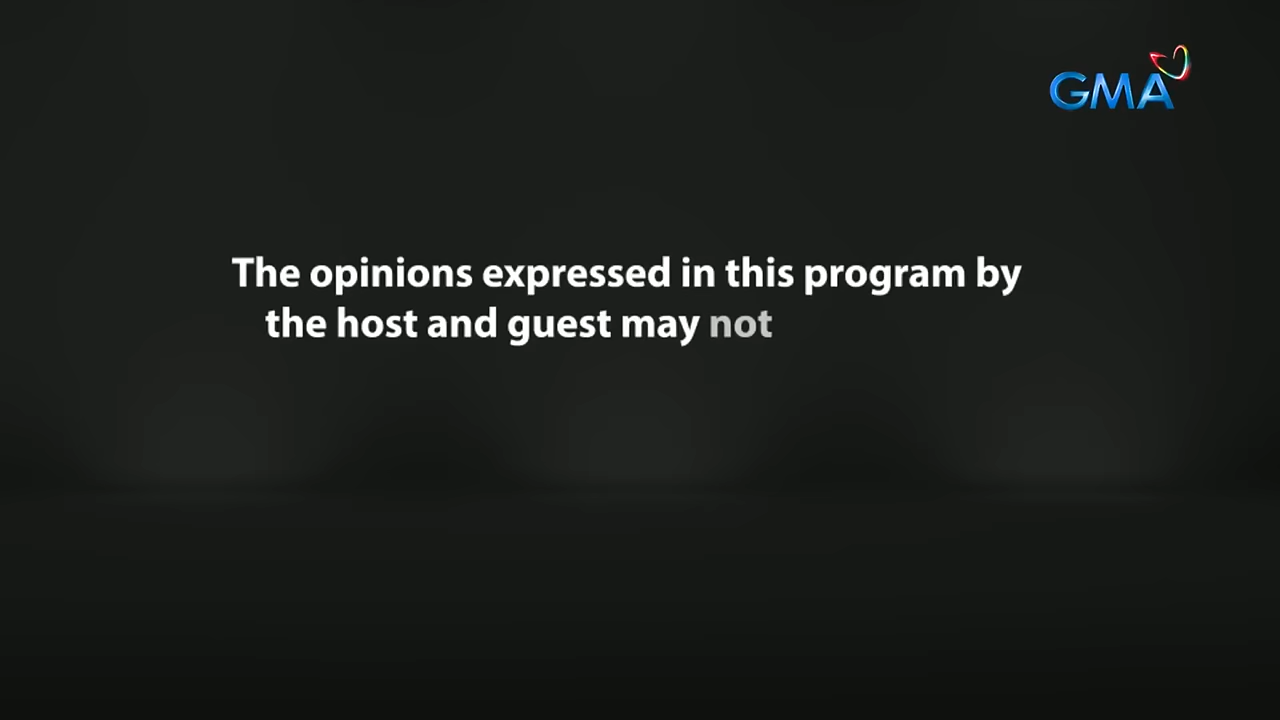 GMA
The opinions expressed in this program by
the host and guest may not